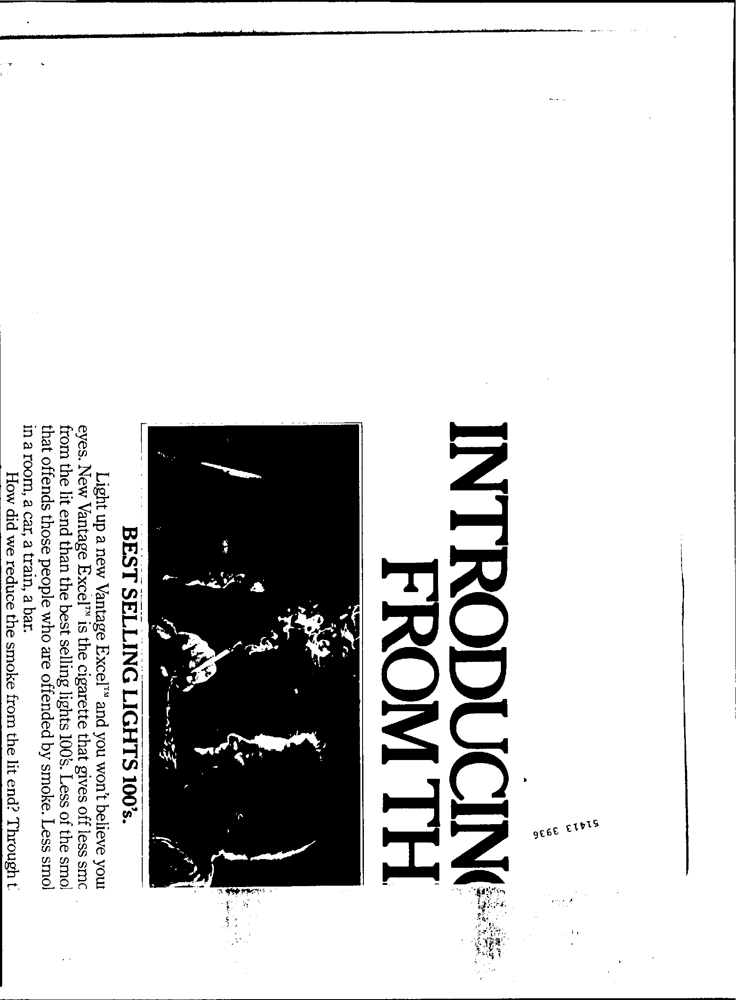 INTRODUCIN
FROM TH
BEST SELLING LIGHTS 100's.
Light up a new Vantage Excel™ and you won't believe your
eyes. New Vantage Excel™ is the cigarette that gives off less smo
from the lit end than the best selling lights 100's. Less of the smo
that offends those people who are offended by smoke. Less smo
in a room, a car, a train, a bar.
How did we reduce the smoke from the lit end? Through t
51413 3936